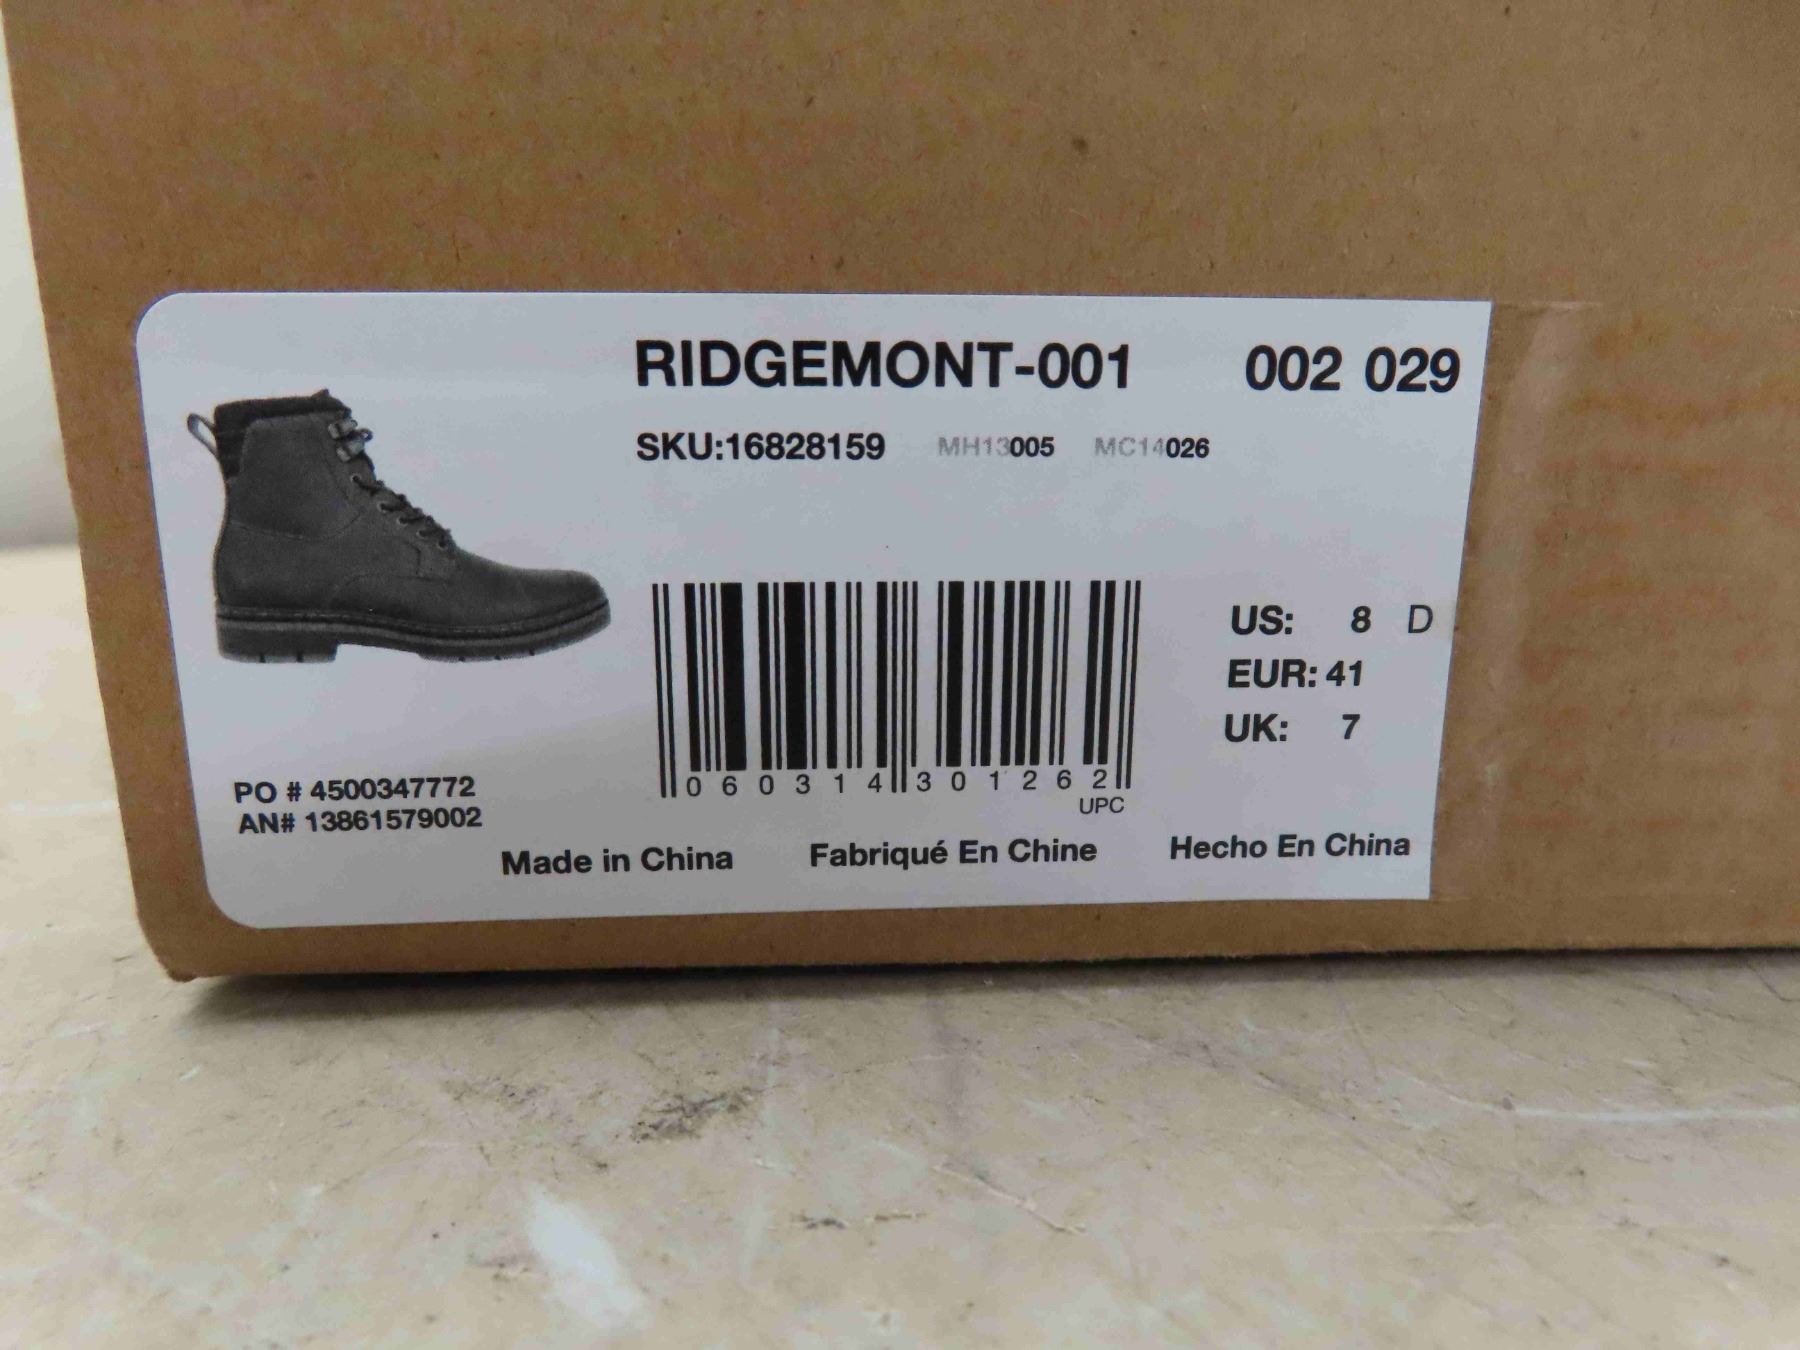 RIDGEMONT-001 002 029
SKU:16828159 MH13005 MC14026
US: 8 D
EUR: 41
UK: 7
0 60314 30126 2
UPC
PO # 4500347772
AN# 13861579002
Made in China Fabriqué En Chine Hecho En China